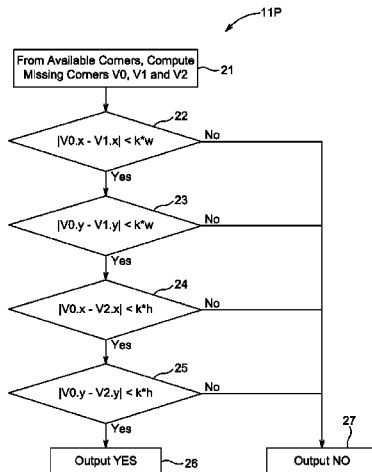 11P
From Available Corners, Compute
Missing Corners V0, V1 and V2
21
22
|V0.x - V1.x| < k*w
No
Yes
23
|V0.y - V1.y| < k*w
No
Yes
24
|V0.x - V2.x| < k*h
No
Yes
25
|V0.y - V2.y| < k*h
No
Yes
27
Output YES
26
Output NO